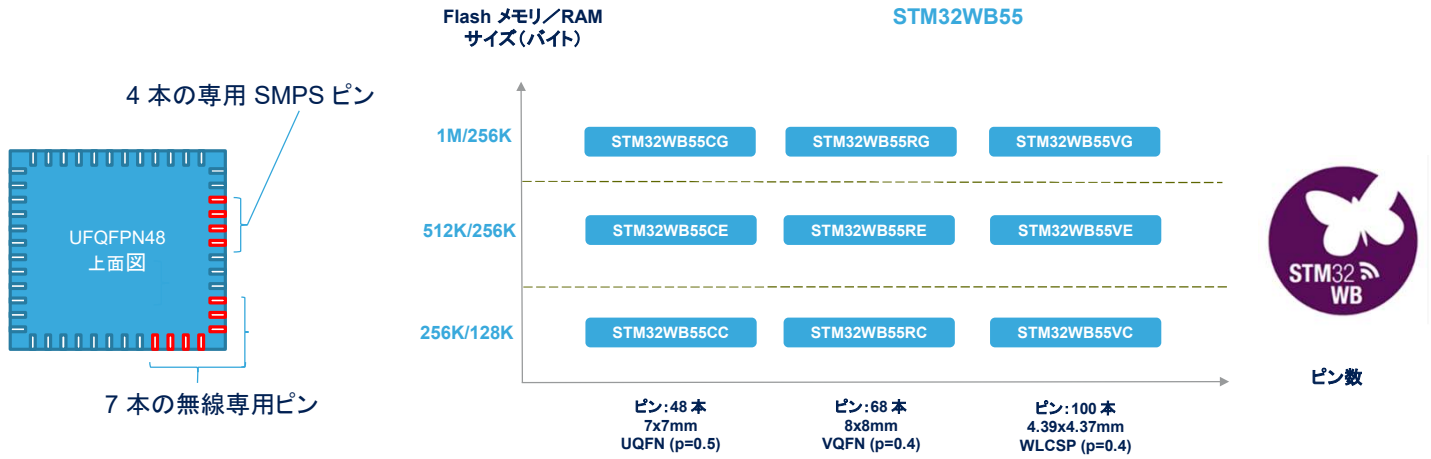 Flash メモリ／RAM
サイズ（バイト）
STM32WB55
4 本の専用 SMPS ピン
UFQFPN48
上面図
7 本の無線専用ピン
1M/256K
STM32WB55CG
STM32WB55RG
STM32WB55VG
512K/256K
STM32WB55CE
STM32WB55RE
STM32WB55VE
256K/128K
STM32WB55CC
STM32WB55RC
STM32WB55VC
STM32
WB
ピン数
ピン：48 本
7x7mm
UQFN (p=0.5)
ピン：68 本
8x8mm
VQFN (p=0.4)
ピン：100 本
4.39x4.37mm
WLCSP (p=0.4)